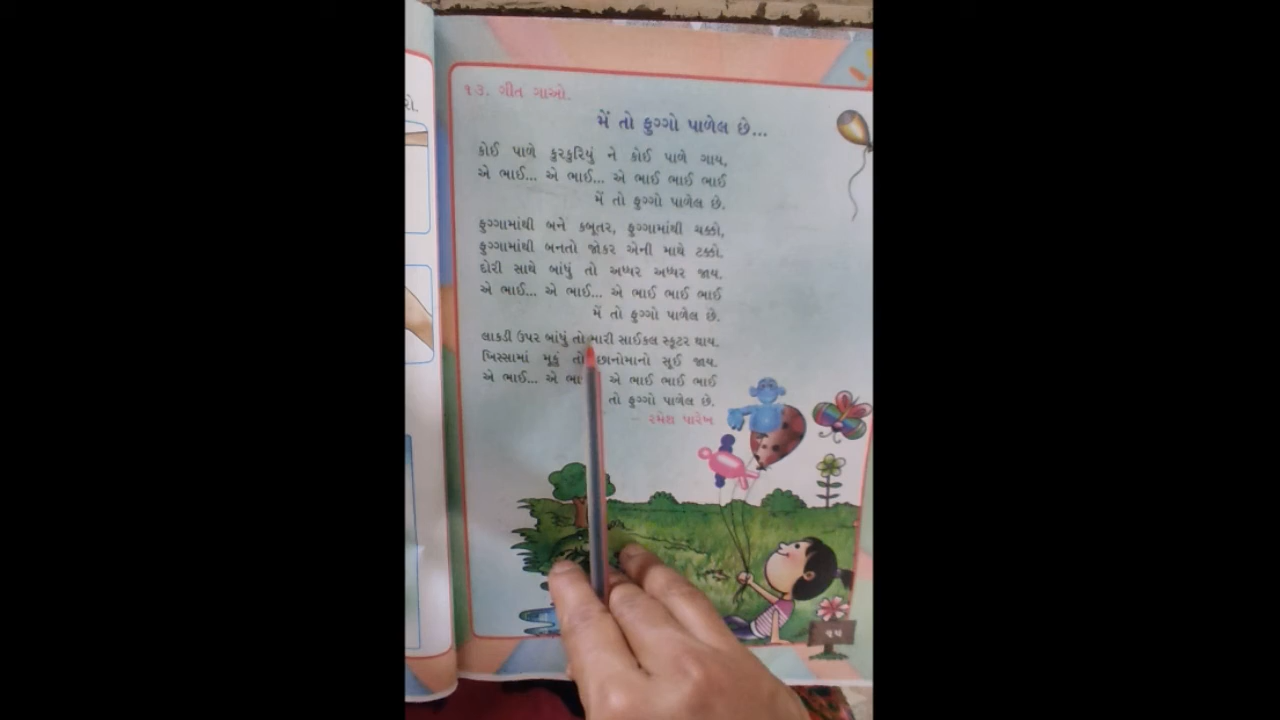 રો.
૧૩. ગીત ગાઓ.
મેં તો ફુગ્ગો પાળેલ છે...
કોઈ પાળે કુરકુરિયું ને કોઈ પાળે ગાય,
એ ભાઈ... એ ભાઈ... એ ભાઈ ભાઈ ભાઈ
મેં તો ફુગ્ગો પાળેલ છે.
ફુગ્ગામાંથી બને કબૂતર, ફુગ્ગામાંથી ચક્કો,
ફુગ્ગામાંથી બનતો જોકર એની માથે ટક્કો.
દોરી સાથે બાંધું તો અધ્ધર અધ્ધર જાય.
એ ભાઈ... એ ભાઈ... એ ભાઈ ભાઈ ભાઈ
મેં તો ફુગ્ગો પાળેલ છે.
લાકડી ઉપર બાંધું તો મારી સાઈકલ સ્કૂટર થાય.
ખિસ્સામાં મૂકું તો છાનોમાનો સૂઈ જાય.
એ ભાઈ... એ ભા એ ભાઈ ભાઈ ભાઈ
તો ફુગ્ગો પાળેલ છે.
– રમેશ પારેખ
૧૫